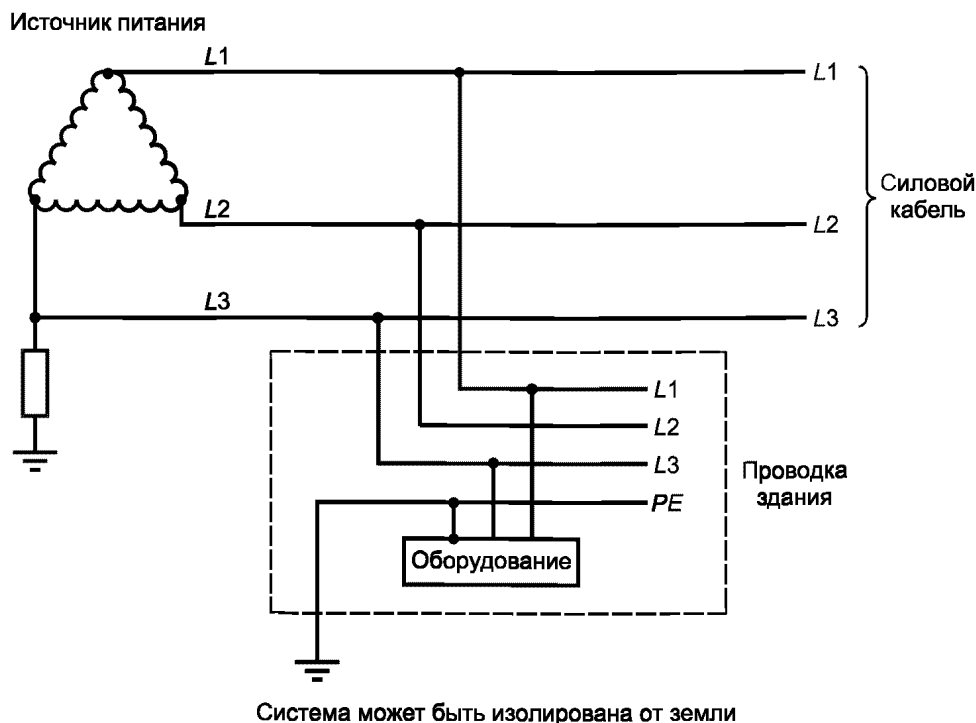 Источник питания
L1
L1
L2
L2
Силовой
кабель
L3
L3
L1
L2
L3
PE
Проводка
здания
Оборудование
Система может быть изолирована от земли